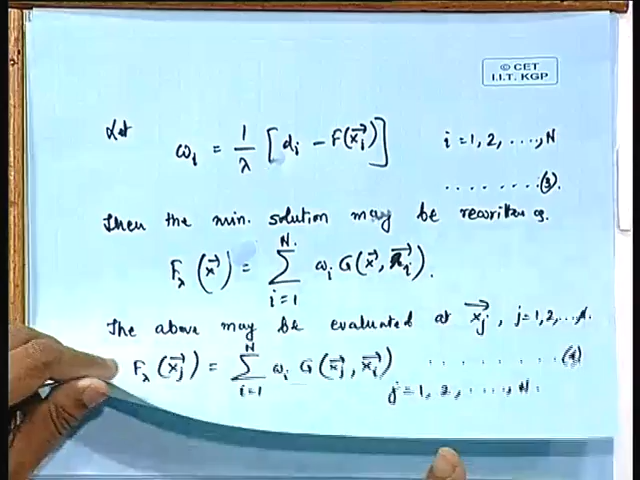 © CET
I.I.T. KGP
Let ω_i = 1/λ [d_i − F(x⃗_i)] i = 1, 2, ..., N
........(3).
Then the min. solution may be rewritten as.
F_λ(x⃗) = Σ_{i=1}^{N.} ω_i G(x⃗, x⃗_i).
The above may be evaluated at x⃗_j, j=1,2,...,N.
F_λ(x⃗_j) = Σ_{i=1}^{N} ω_i G(x⃗_j, x⃗_i) ........(4)
j = 1, 2, ..., N.